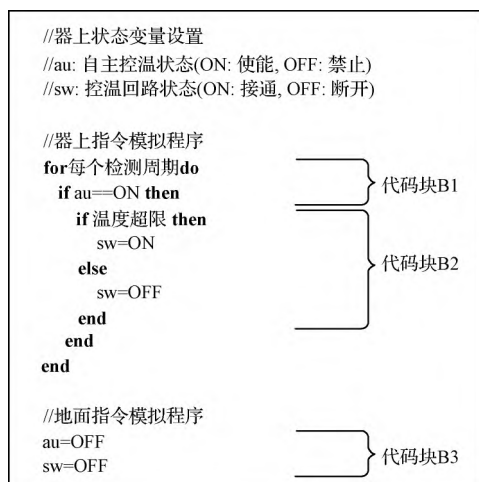 //器上状态变量设置
//au: 自主控温状态(ON: 使能, OFF: 禁止)
//sw: 控温回路状态(ON: 接通, OFF: 断开)
//器上指令模拟程序
for每个检测周期do
if au==ON then
代码块B1
if 温度超限 then
sw=ON
else
代码块B2
sw=OFF
end
end
end
//地面指令模拟程序
au=OFF
sw=OFF
代码块B3